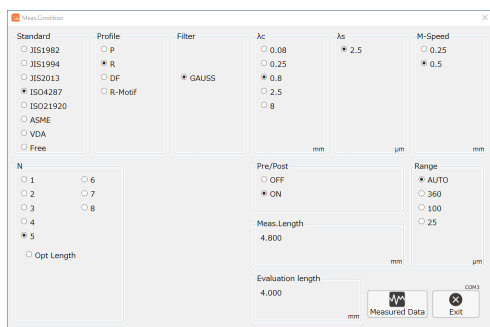 Meas.Condition
Standard
JIS1982
JIS1994
JIS2013
ISO4287
ISO21920
ASME
VDA
Free
Profile
P
R
DF
R-Motif
Filter
GAUSS
λc
0.08
0.25
0.8
2.5
8
mm
λs
2.5
μm
M-Speed
0.25
0.5
mm
N
1
2
3
4
5
6
7
8
Opt Length
Pre/Post
OFF
ON
Meas.Length
4.800
mm
Evaluation length
4.000
mm
Range
AUTO
360
100
25
μm
Measured Data
COM3
Exit